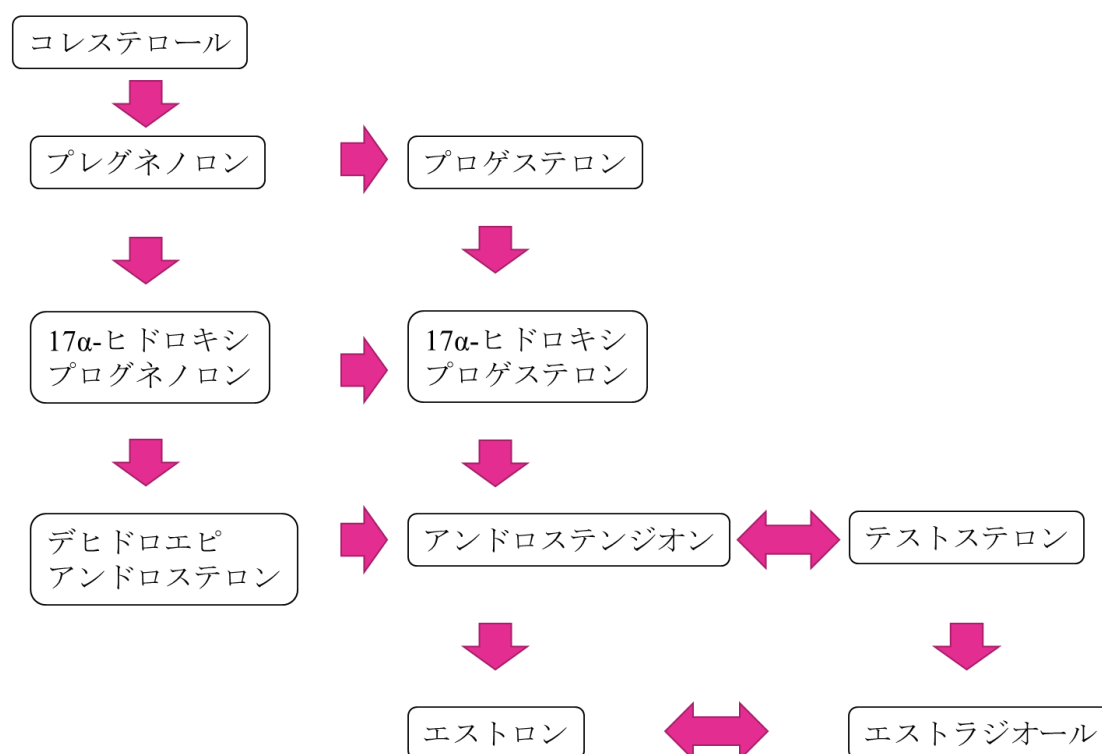 コレステロール
プレグネノロン
プロゲステロン
17α-ヒドロキシ
プログネノロン
17α-ヒドロキシ
プロゲステロン
デヒドロエピ
アンドロステロン
アンドロステンジオン
テストステロン
エストロン
エストラジオール